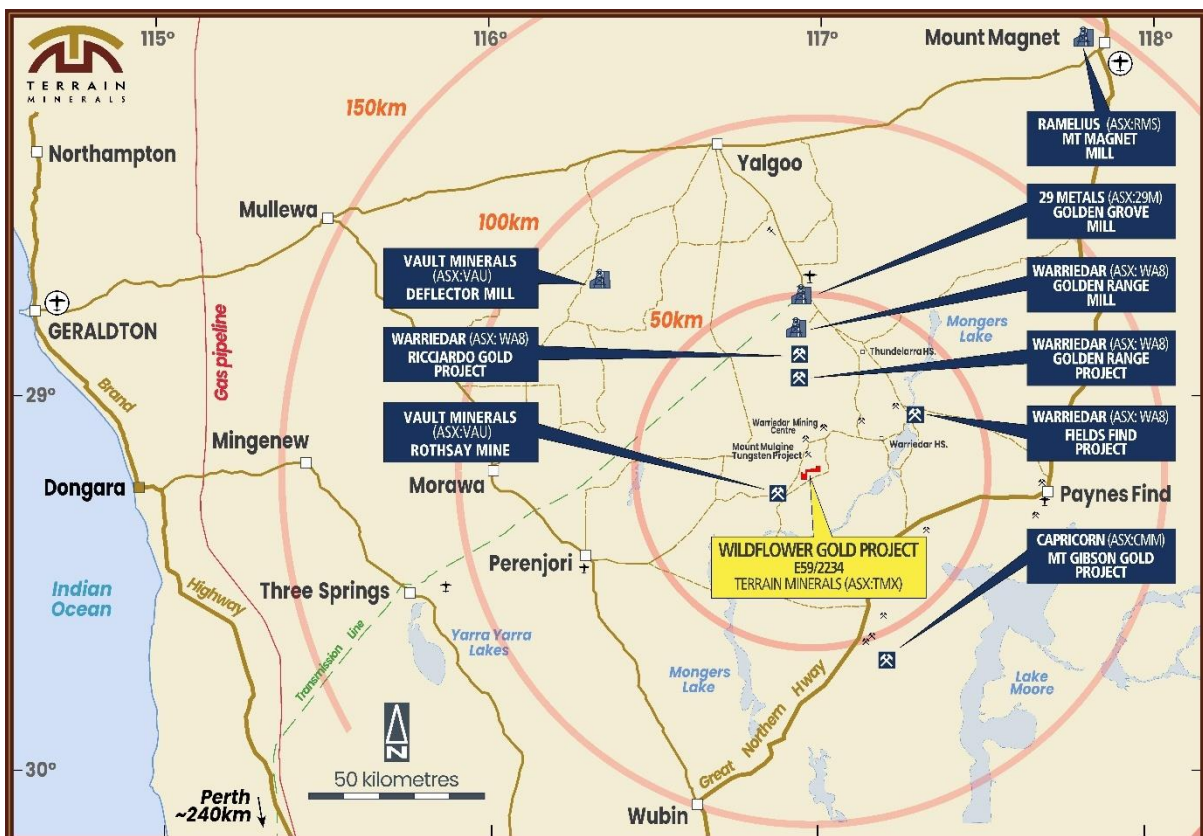 TERRAIN
MINERALS
115°
116°
117°
118°
Mount Magnet
150km
RAMELIUS (ASX:RMS)
MT MAGNET
MILL
Northampton
Yalgoo
Mullewa
100km
29 METALS (ASX:29M)
GOLDEN GROVE
MILL
VAULT MINERALS
(ASX:VAU)
DEFLECTOR MILL
WARRIEDAR (ASX: WA8)
GOLDEN RANGE
MILL
GERALDTON
50km
Mongers
Lake
WARRIEDAR (ASX: WA8)
RICCIARDO GOLD
PROJECT
Thundelarra HS.
WARRIEDAR (ASX: WA8)
GOLDEN RANGE
PROJECT
Gas pipeline
29°
29°
Brand
Highway
VAULT MINERALS
(ASX:VAU)
ROTHSAY MINE
WARRIEDAR (ASX: WA8)
FIELDS FIND
PROJECT
Warriedar Mining
Centre
Warriedar HS.
Mount Mulgine
Tungsten Project
Mingenew
Morawa
Dongara
Paynes Find
WILDFLOWER GOLD PROJECT
E59/2234
TERRAIN MINERALS (ASX:TMX)
CAPRICORN (ASX:CMM)
MT GIBSON GOLD
PROJECT
Perenjori
Indian
Ocean
Three Springs
Yarra Yarra
Lakes
Transmission Line
Mongers
Lake
Lake
Moore
Great Northern Hway
N
50 kilometres
30°
30°
Perth
~240km
Wubin